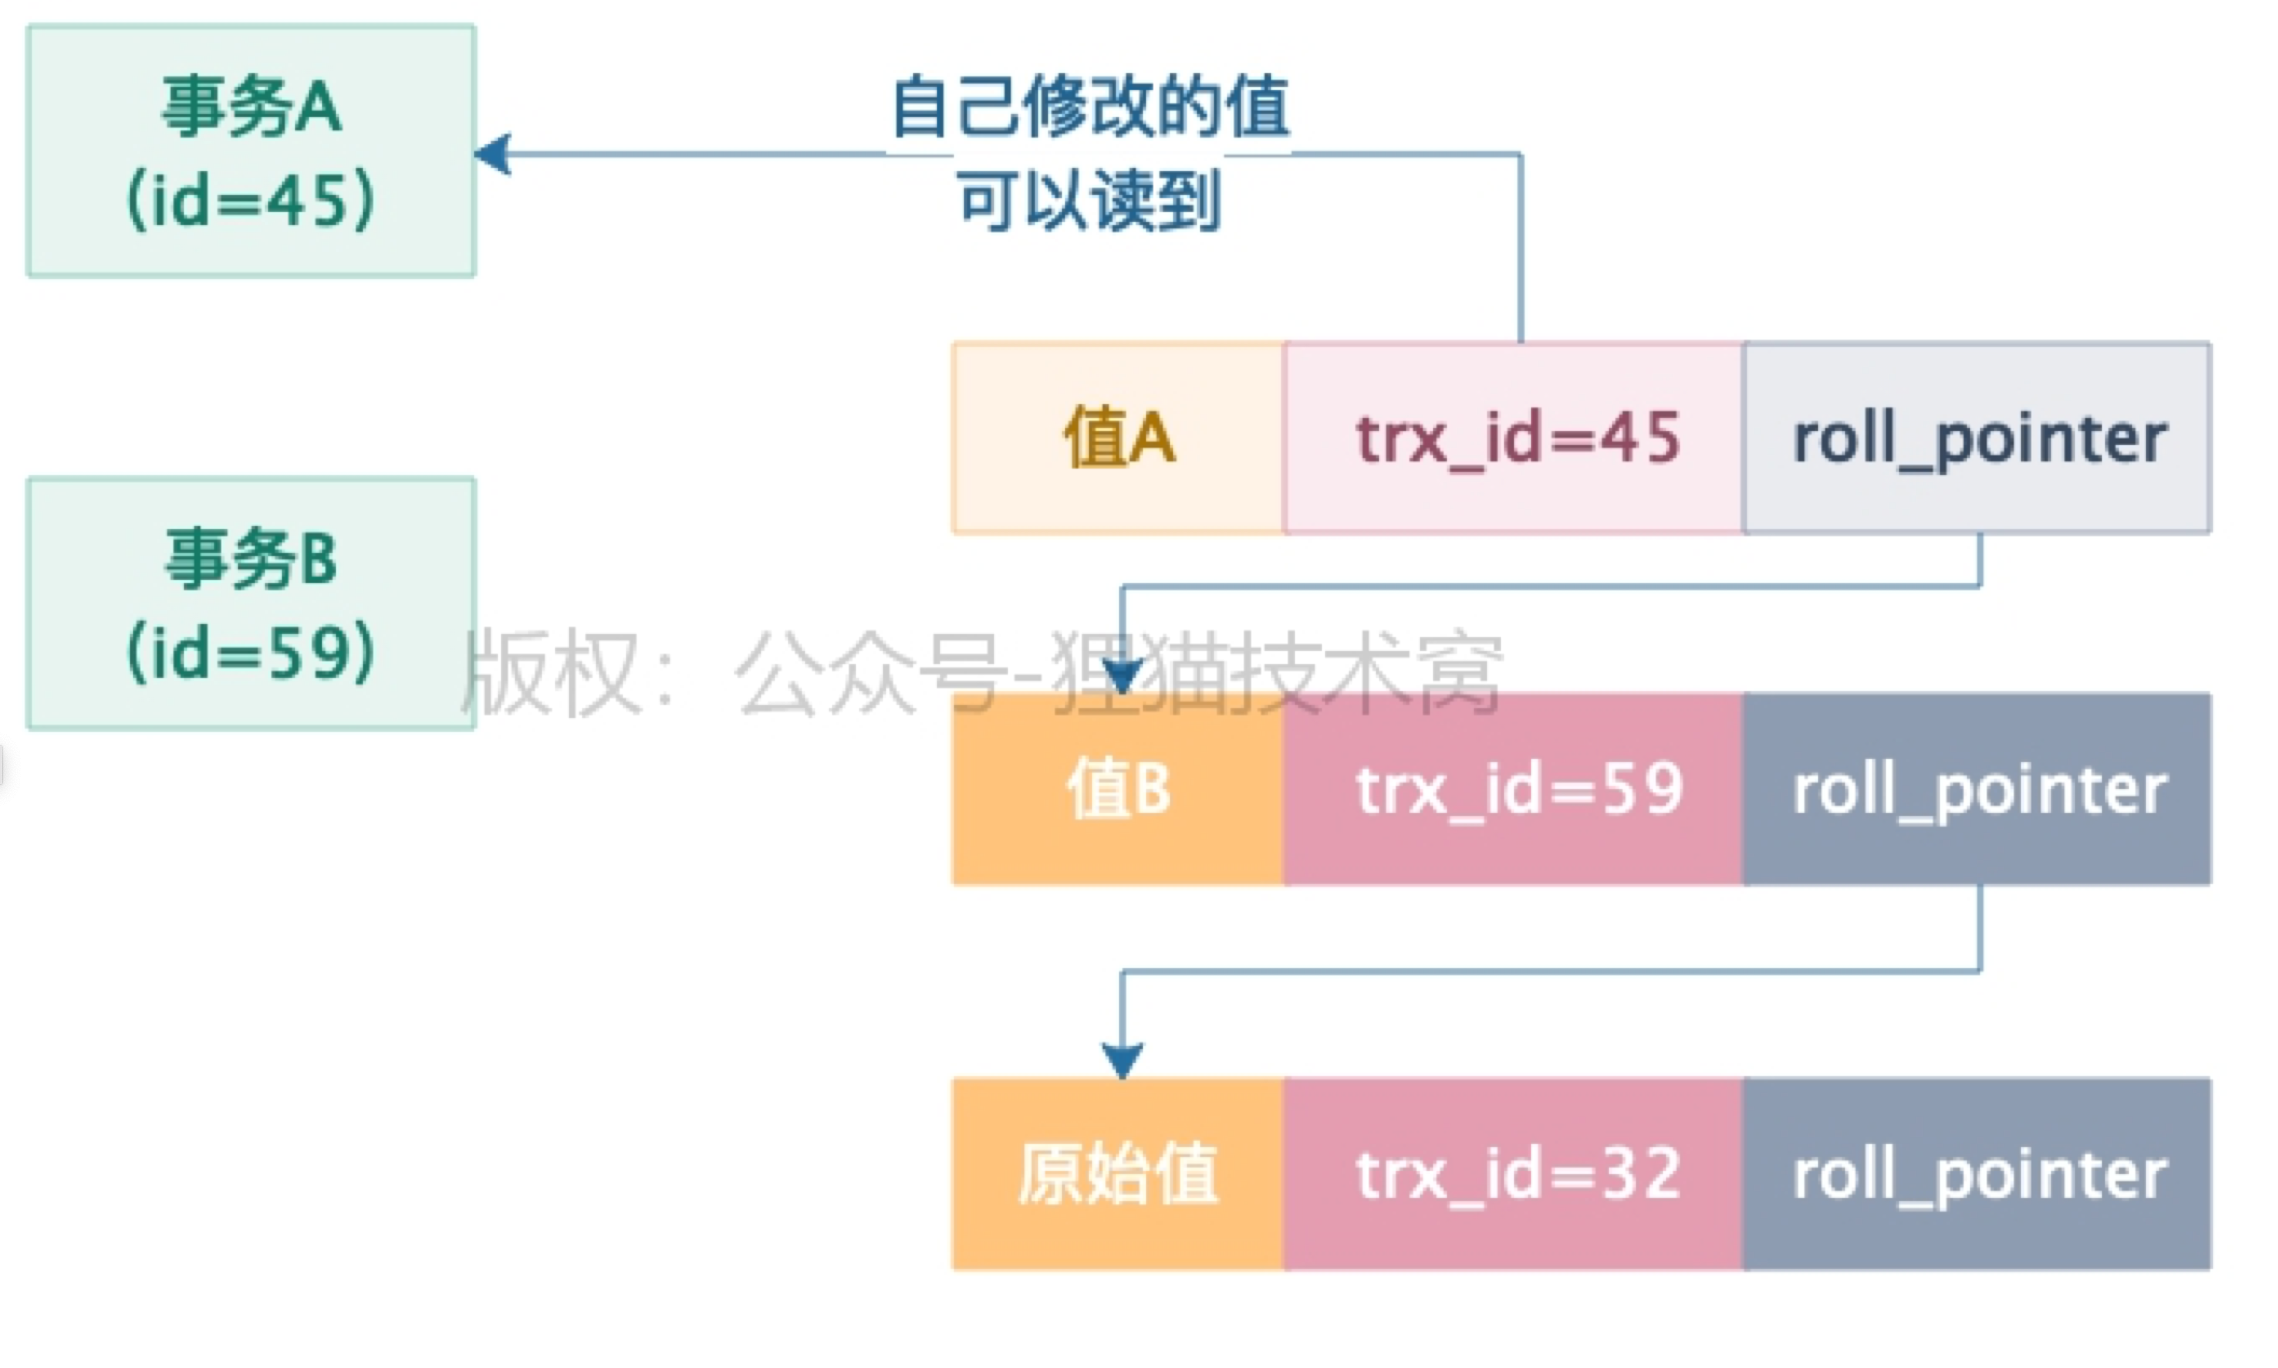 事务A
(id=45)
自己修改的值
可以读到
值A
trx_id=45
roll_pointer
事务B
(id=59)
版权：公众号-狸猫技术窝
值B
trx_id=59
roll_pointer
原始值
trx_id=32
roll_pointer